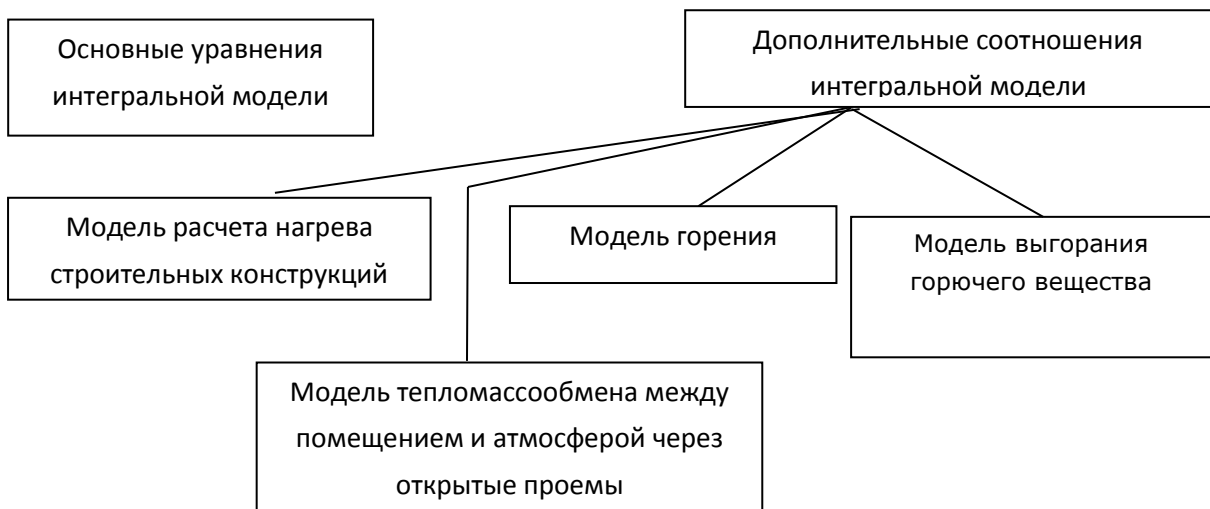 Основные уравнения
интегральной модели
Дополнительные соотношения
интегральной модели
Модель расчета нагрева
строительных конструкций
Модель горения
Модель выгорания
горючего вещества
Модель тепломассообмена между
помещением и атмосферой через
открытые проемы